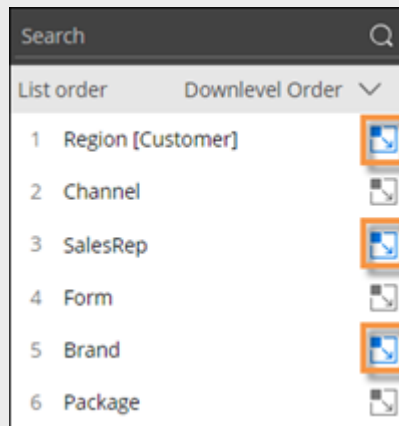 Search
List order Downlevel Order
1 Region [Customer]
2 Channel
3 SalesRep
4 Form
5 Brand
6 Package